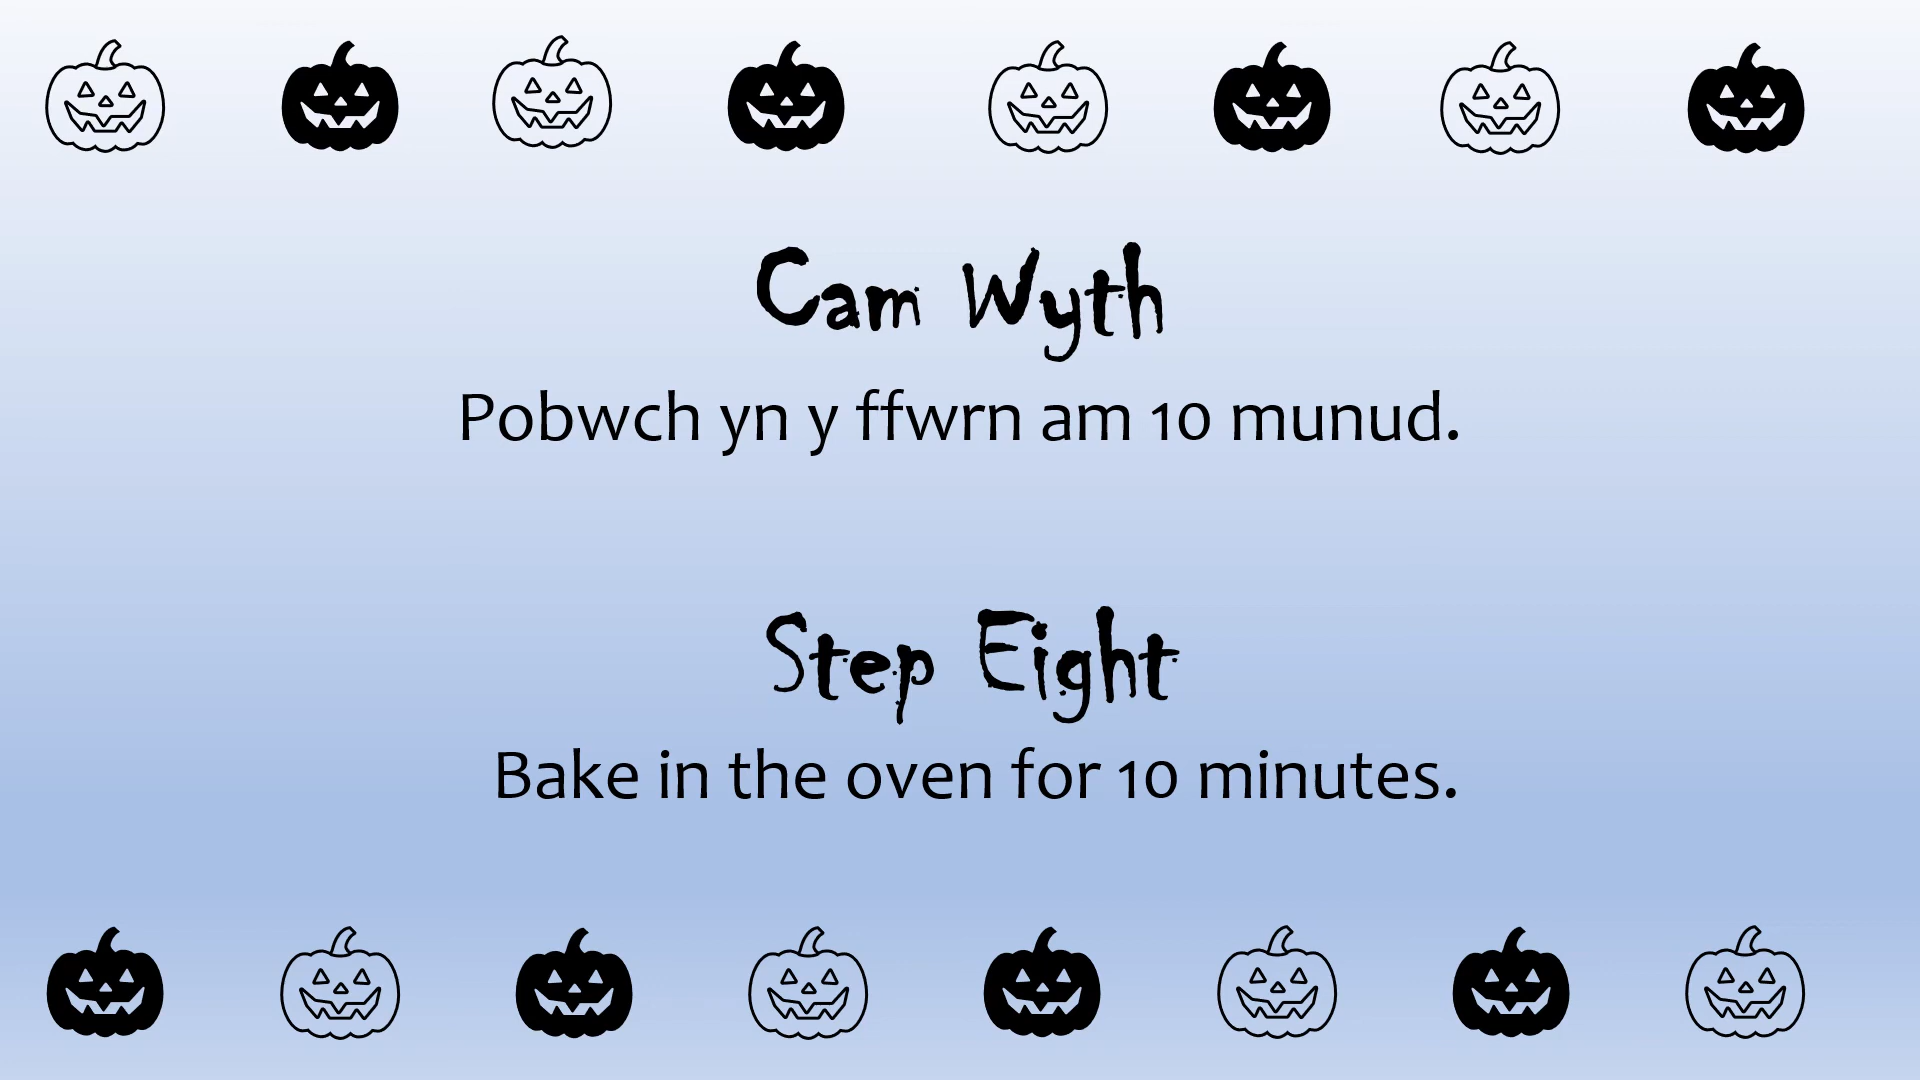 Cam Wyth
Pobwch yn y ffwrn am 10 munud.
Step Eight
Bake in the oven for 10 minutes.